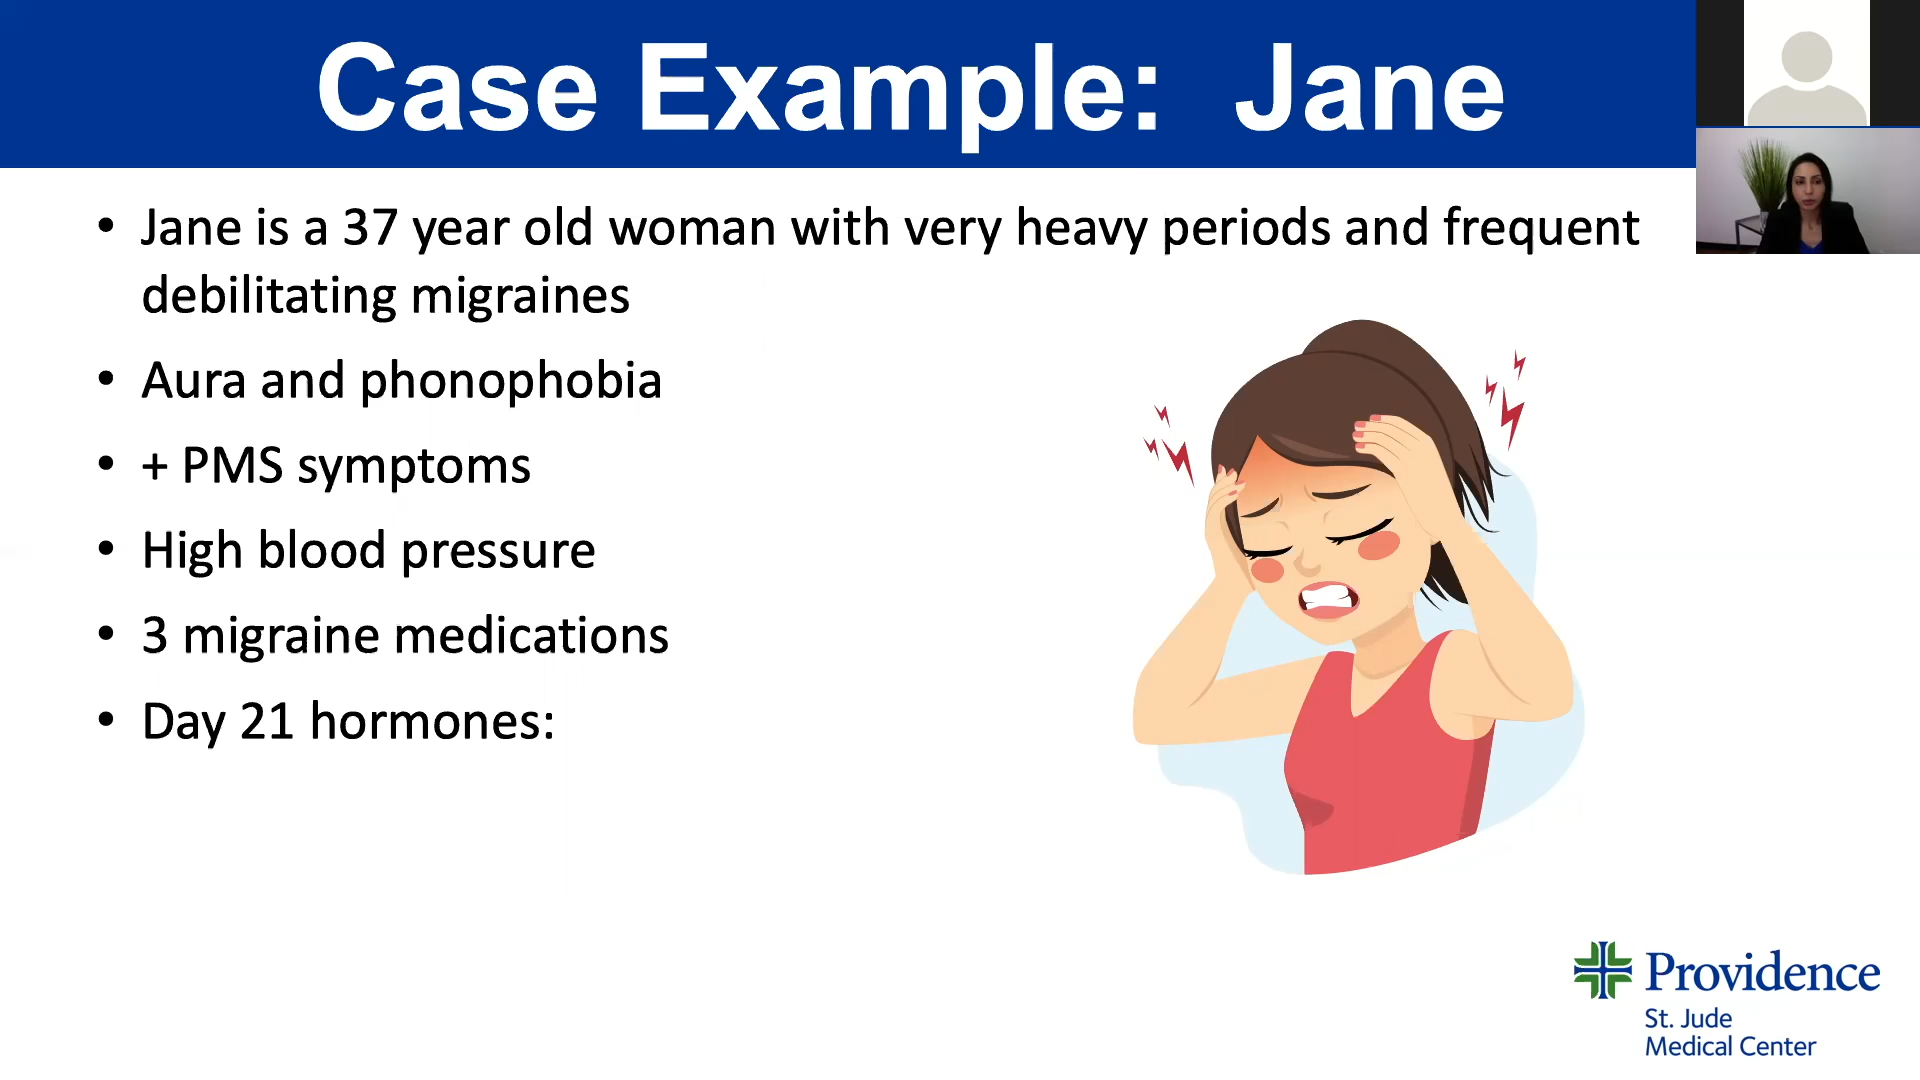 Case Example:  Jane
• Jane is a 37 year old woman with very heavy periods and frequent
debilitating migraines
• Aura and phonophobia
• + PMS symptoms
• High blood pressure
• 3 migraine medications
• Day 21 hormones:
Providence
St. Jude
Medical Center